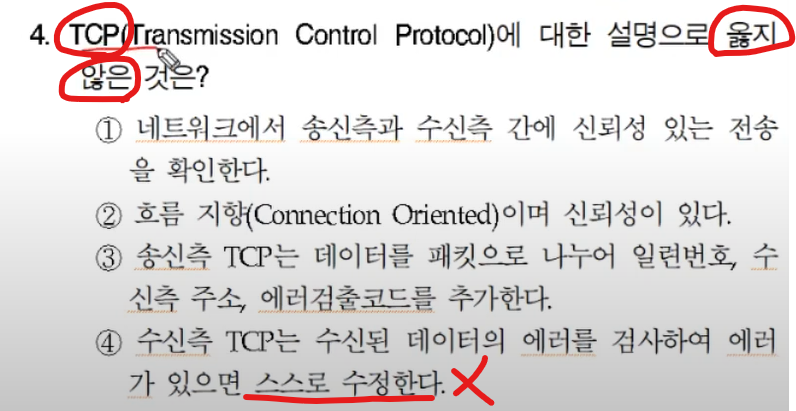 4. TCP(Transmission Control Protocol)에 대한 설명으로 옳지
않은 것은?
① 네트워크에서 송신측과 수신측 간에 신뢰성 있는 전송
을 확인한다.
② 흐름 지향(Connection Oriented)이며 신뢰성이 있다.
③ 송신측 TCP는 데이터를 패킷으로 나누어 일련번호, 수
신측 주소, 에러검출코드를 추가한다.
④ 수신측 TCP는 수신된 데이터의 에러를 검사하여 에러
가 있으면 스스로 수정한다.